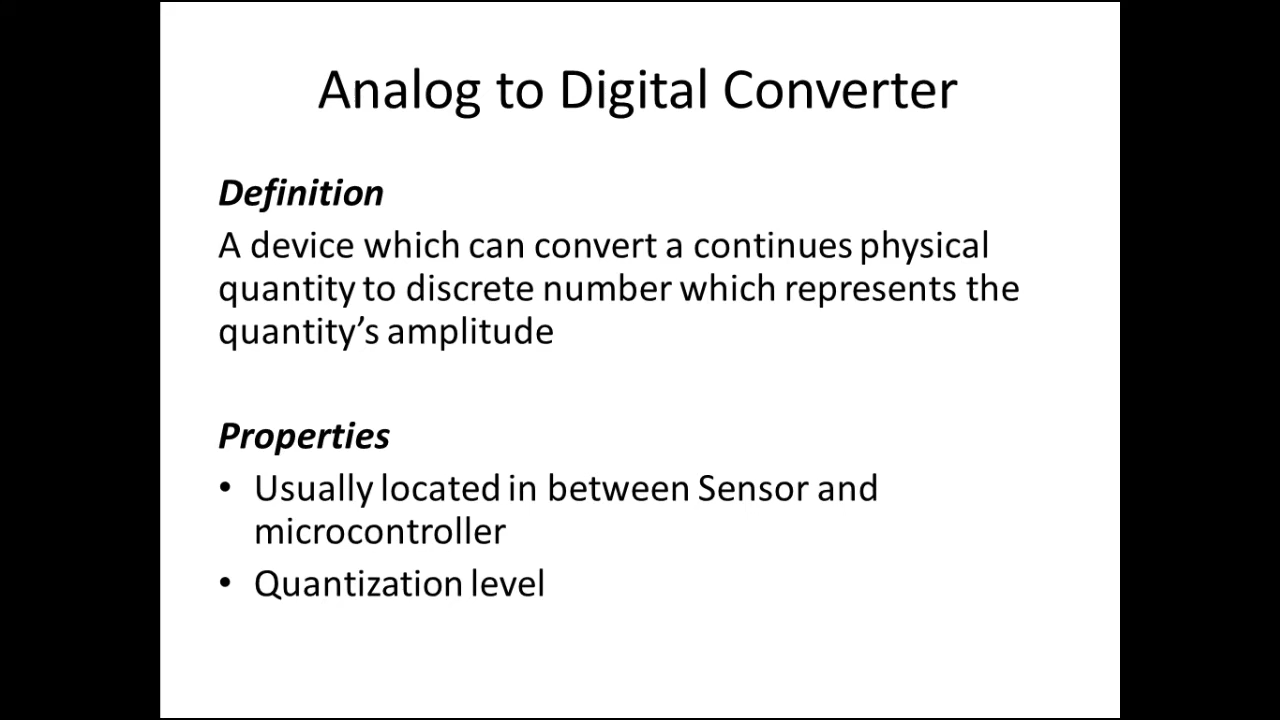 Analog to Digital Converter
Definition
A device which can convert a continues physical
quantity to discrete number which represents the
quantity’s amplitude
Properties
• Usually located in between Sensor and
microcontroller
• Quantization level